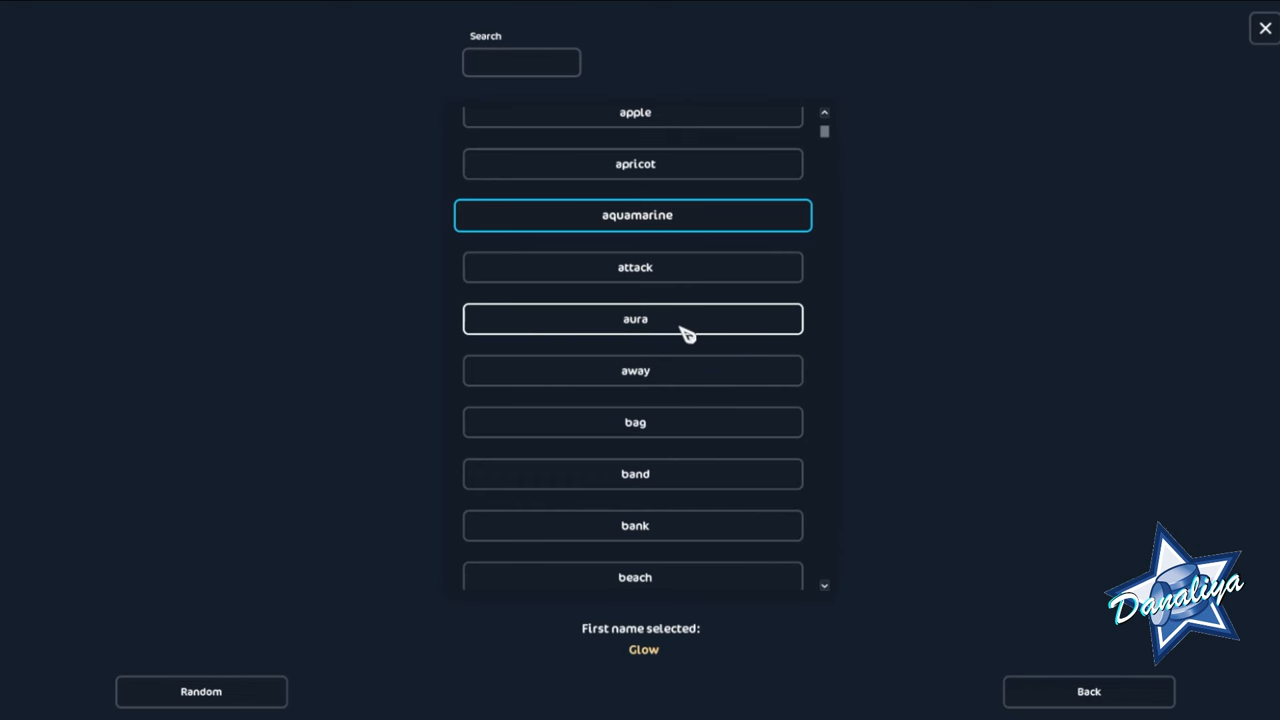 Search
apple
apricot
aquamarine
attack
aura
away
bag
band
bank
beach
Danaliya
First name selected:
Glow
Random
Back